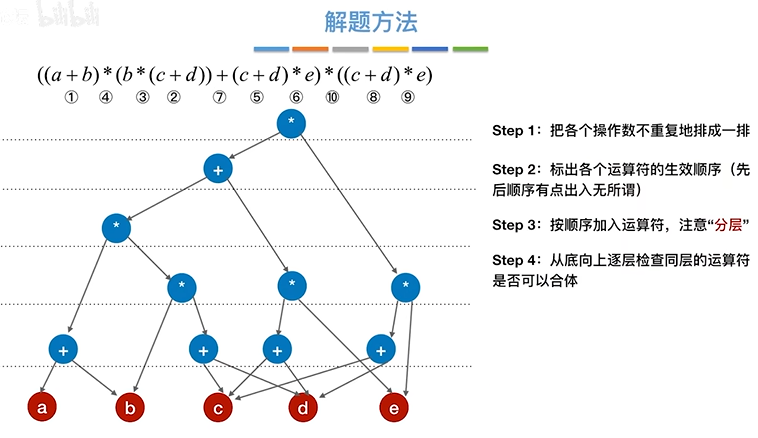 bilibili
解题方法
((a+b)*(b*(c+d))+(c+d)*e)*((c+d)*e)
① ④ ③ ② ⑦ ⑤ ⑥ ⑩ ⑧ ⑨
*
+
*
* * *
+ + + +
a b c d e
Step 1：把各个操作数不重复地排成一排
Step 2：标出各个运算符的生效顺序（先
后顺序有点出入无所谓）
Step 3：按顺序加入运算符，注意“分层”
Step 4：从底向上逐层检查同层的运算符
是否可以合体